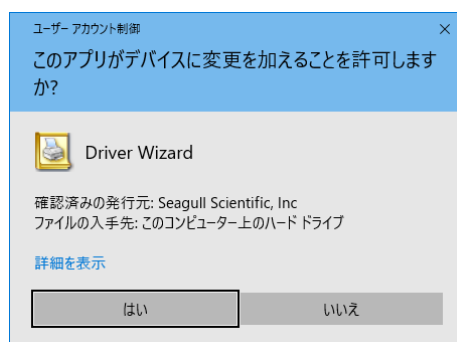 ユーザー アカウント制御
このアプリがデバイスに変更を加えることを許可します
か?
Driver Wizard
確認済みの発行元: Seagull Scientific, Inc
ファイルの入手先: このコンピューター上のハード ドライブ
詳細を表示
はい
いいえ